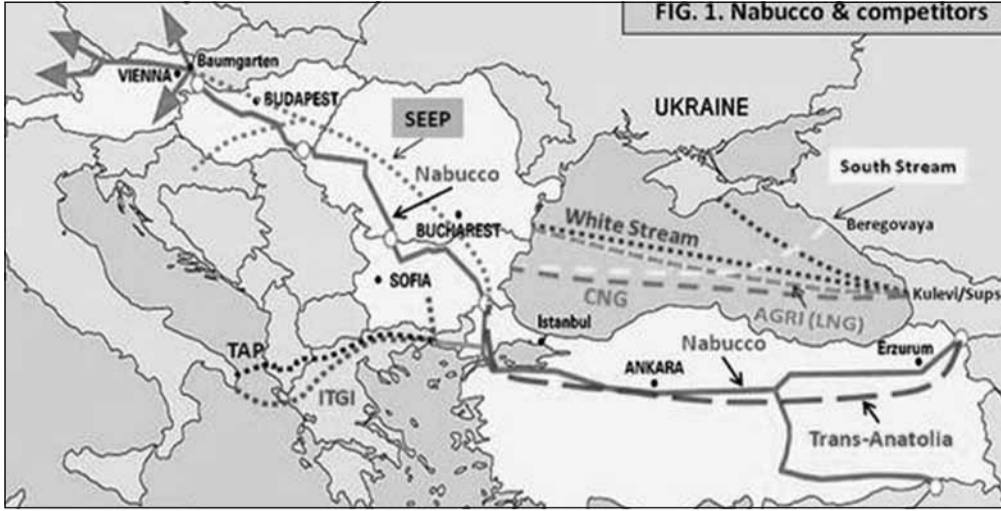 FIG. 1. Nabucco & competitors
Baumgarten
VIENNA
BUDAPEST
UKRAINE
SEEP
South Stream
Nabucco
Beregovaya
White Stream
BUCHAREST
SOFIA
CNG
Kulevi/Sups
AGRI (LNG)
Istanbul
TAP
Nabucco
Erzurum
ANKARA
ITGI
Trans-Anatolia